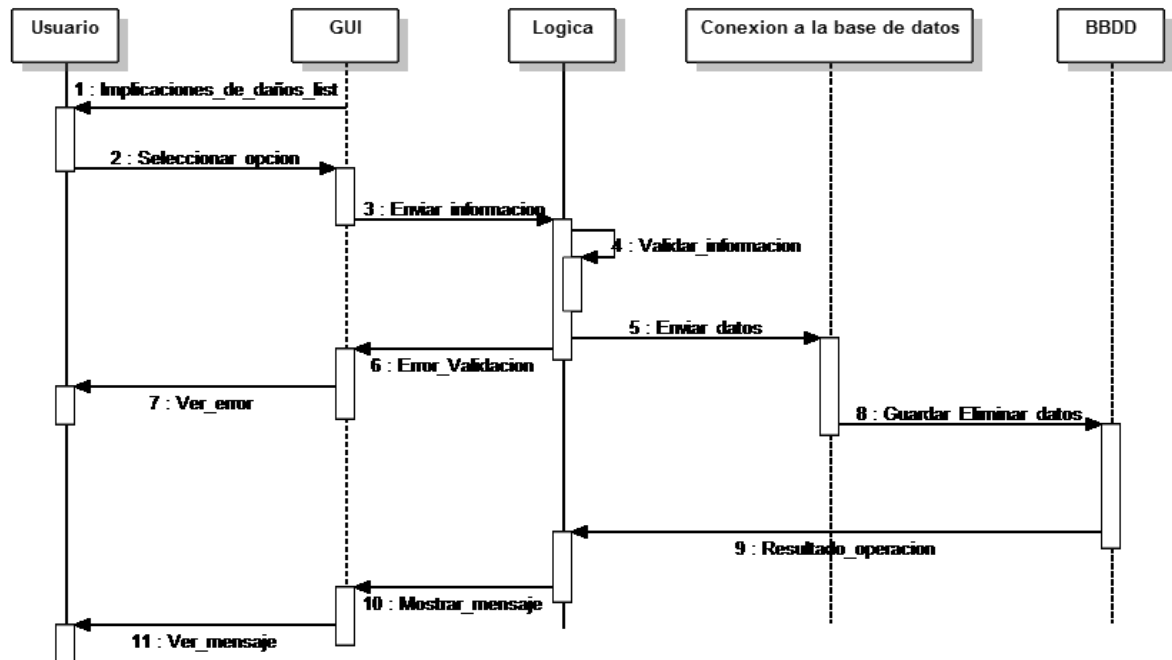 Usuario
GUI
Logica
Conexion a la base de datos
BBDD
1 : Implicaciones_de_daños_list
2 : Seleccionar_opcion
3 : Enviar_informacion
4 : Validar_informacion
5 : Enviar_datos
6 : Error_Validacion
7 : Ver_error
8 : Guardar_Eliminar_datos
9 : Resultado_operacion
10 : Mostrar_mensaje
11 : Ver_mensaje